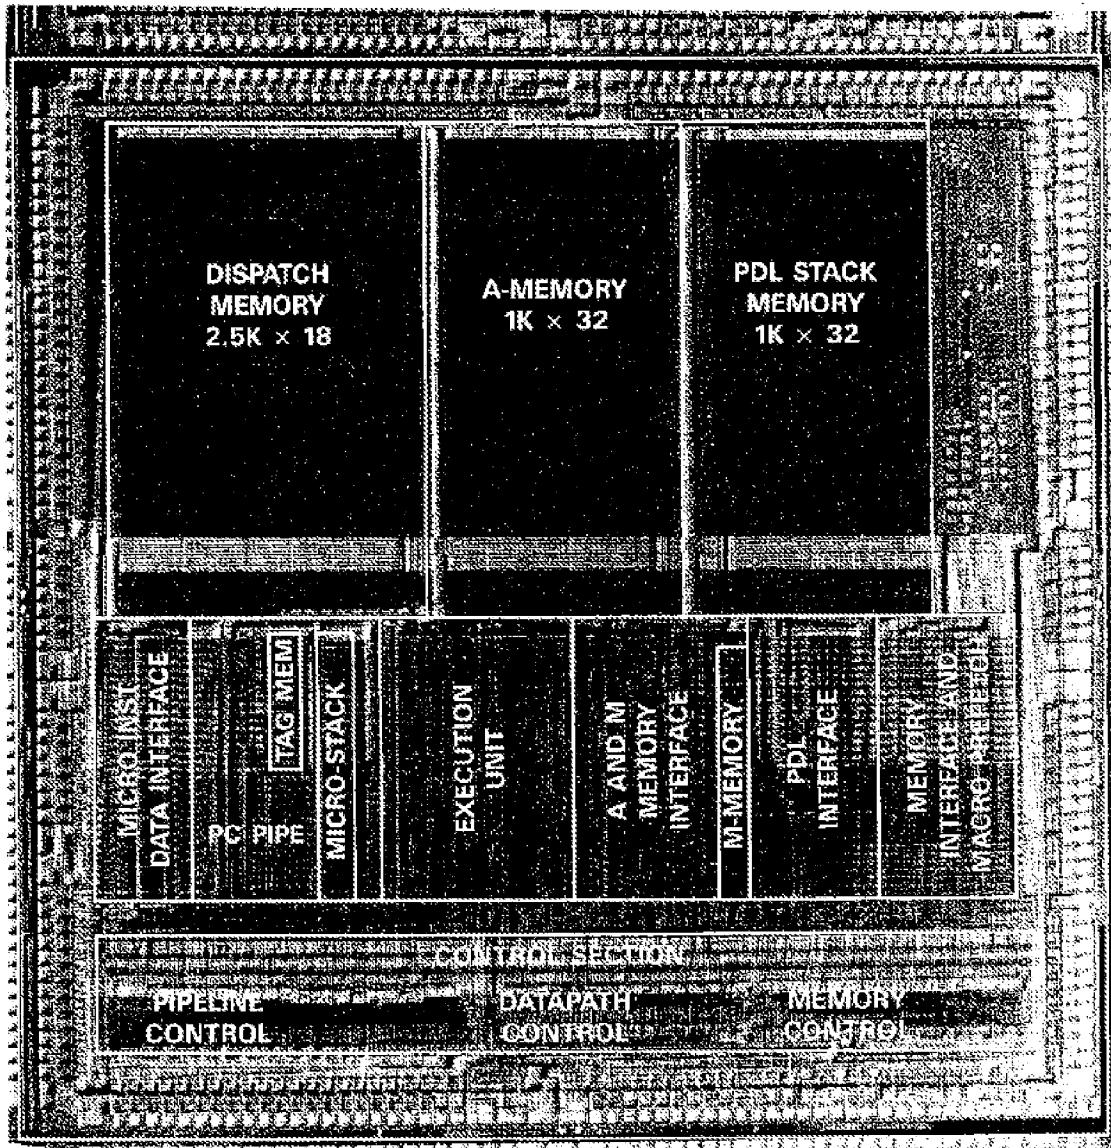 DISPATCH
MEMORY
2.5K × 18
A-MEMORY
1K × 32
PDL STACK
MEMORY
1K × 32
MICRO INST.
DATA INTERFACE
PC PIPE
TAG MEM
MICRO-STACK
EXECUTION
UNIT
A AND M
MEMORY
INTERFACE
M-MEMORY
PDL
INTERFACE
MEMORY
INTERFACE AND
MACRO PREFETCH
CONTROL SECTION
PIPELINE
CONTROL
DATAPATH
CONTROL
MEMORY
CONTROL